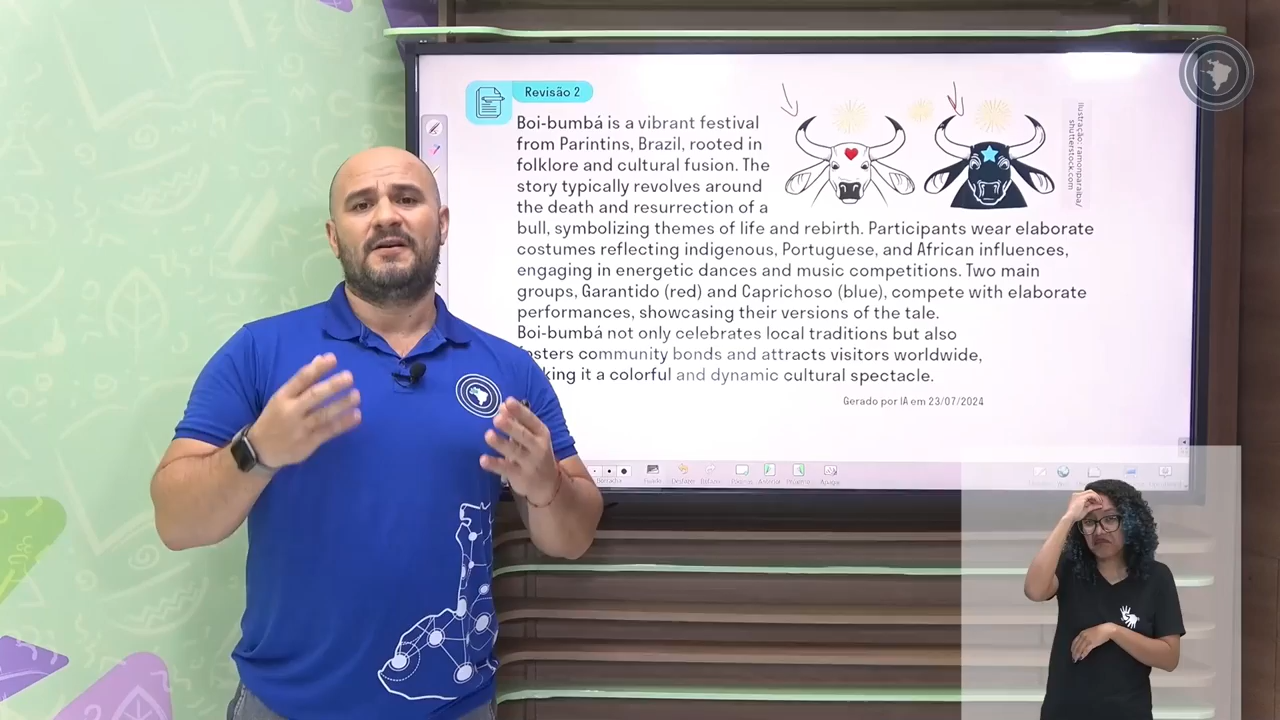 Revisão 2
Boi-bumbá is a vibrant festival
from Parintins, Brazil, rooted in
folklore and cultural fusion. The
story typically revolves around
the death and resurrection of a
bull, symbolizing themes of life and rebirth. Participants wear elaborate
costumes reflecting indigenous, Portuguese, and African influences,
engaging in energetic dances and music competitions. Two main
groups, Garantido (red) and Caprichoso (blue), compete with elaborate
performances, showcasing their versions of the tale.
Boi-bumbá not only celebrates local traditions but also
osters community bonds and attracts visitors worldwide,
king it a colorful and dynamic cultural spectacle.
Gerado por IA em 23/07/2024
Ilustração: ramonparaiba/
shutterstock.com